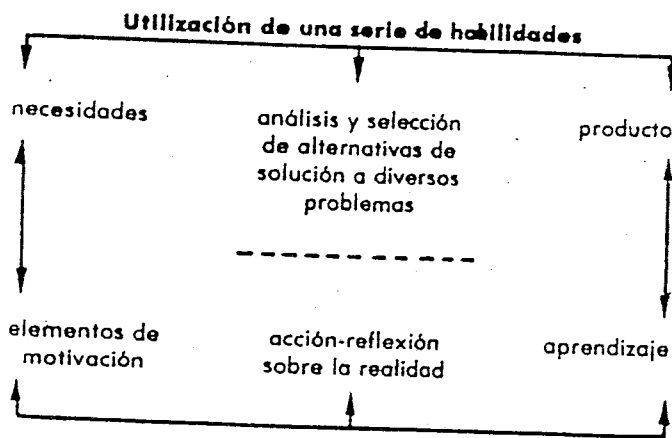 Utilización de una serie de habilidades
necesidades
análisis y selección
de alternativas de
solución a diversos
problemas
producto
elementos de
motivación
acción-reflexión
sobre la realidad
aprendizaje